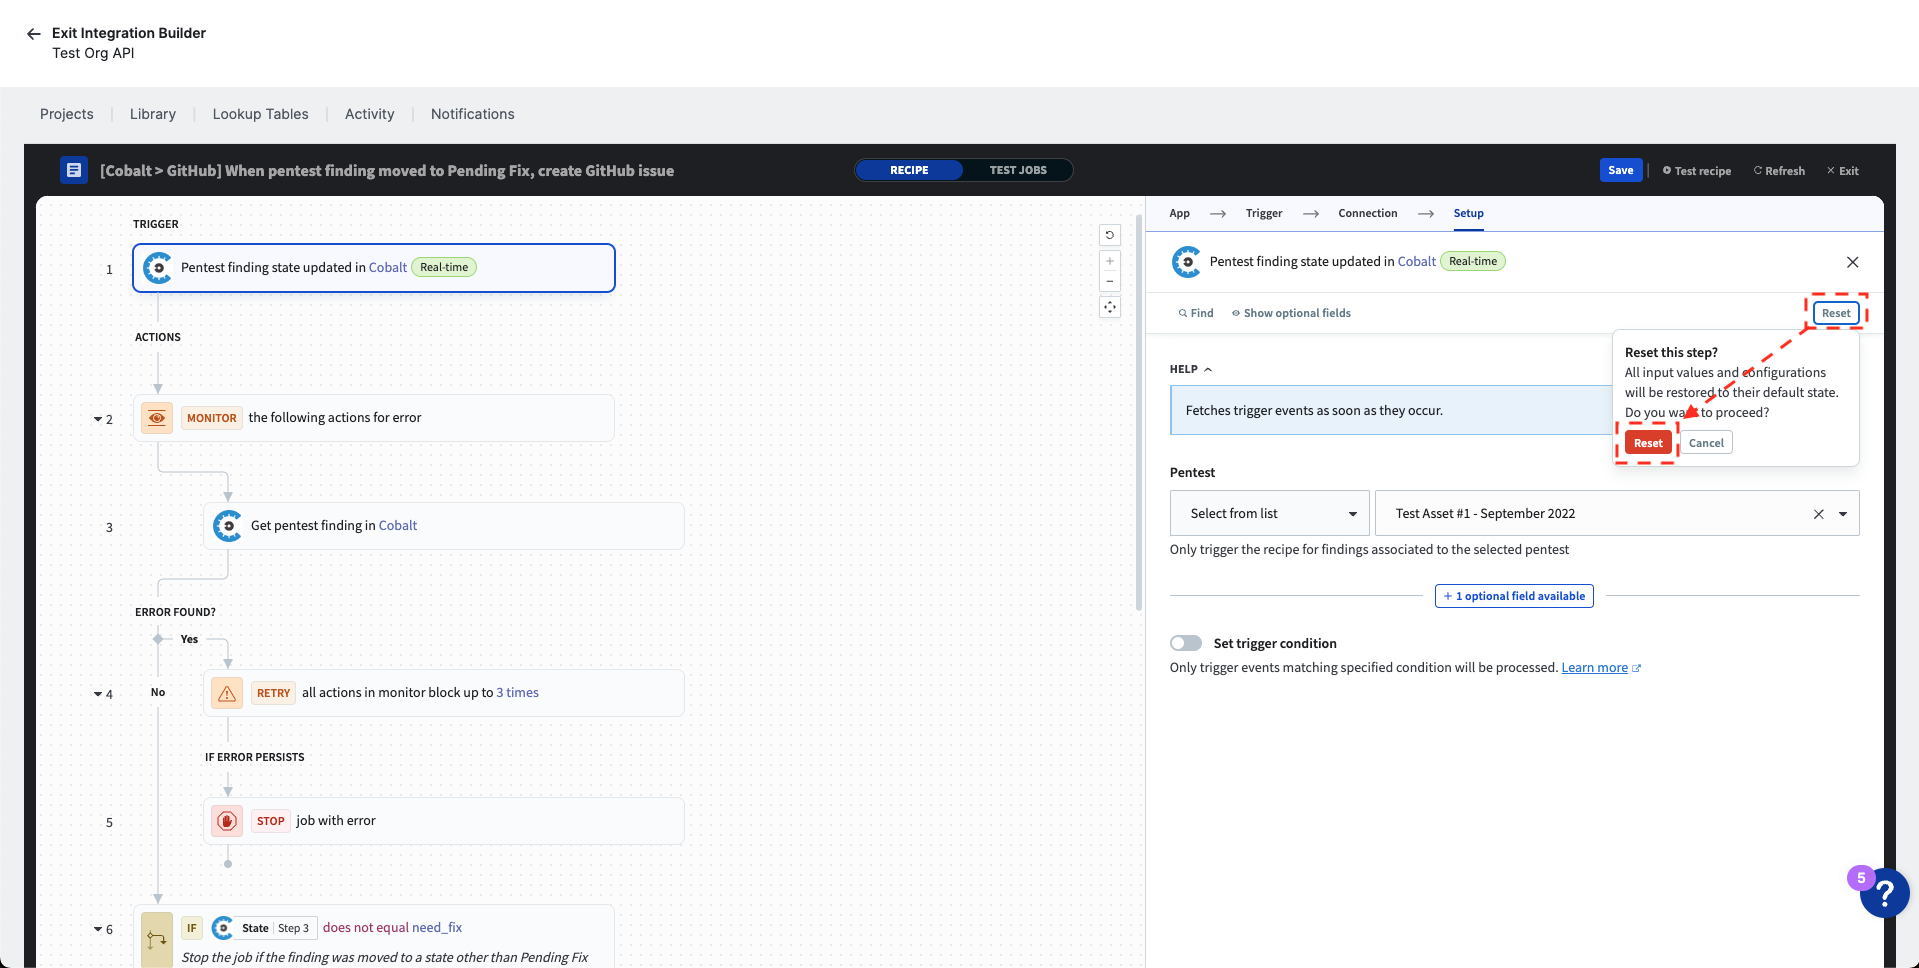 Exit Integration Builder
Test Org API
Projects
Library
Lookup Tables
Activity
Notifications
[Cobalt > GitHub] When pentest finding moved to Pending Fix, create GitHub issue
RECIPE
TEST JOBS
Save
Test recipe
Refresh
Exit
TRIGGER
1
Pentest finding state updated in Cobalt Real-time
ACTIONS
2
MONITOR the following actions for error
3
Get pentest finding in Cobalt
ERROR FOUND?
Yes
No
4
RETRY all actions in monitor block up to 3 times
IF ERROR PERSISTS
5
STOP job with error
6
IF State Step 3 does not equal need_fix
Stop the job if the finding was moved to a state other than Pending Fix
App
Trigger
Connection
Setup
Pentest finding state updated in Cobalt Real-time
Find
Show optional fields
Reset
Reset this step?
All input values and configurations
will be restored to their default state.
Do you want to proceed?
Reset
Cancel
HELP
Fetches trigger events as soon as they occur.
Pentest
Select from list
Test Asset #1 - September 2022
Only trigger the recipe for findings associated to the selected pentest
+ 1 optional field available
Set trigger condition
Only trigger events matching specified condition will be processed. Learn more
5
?